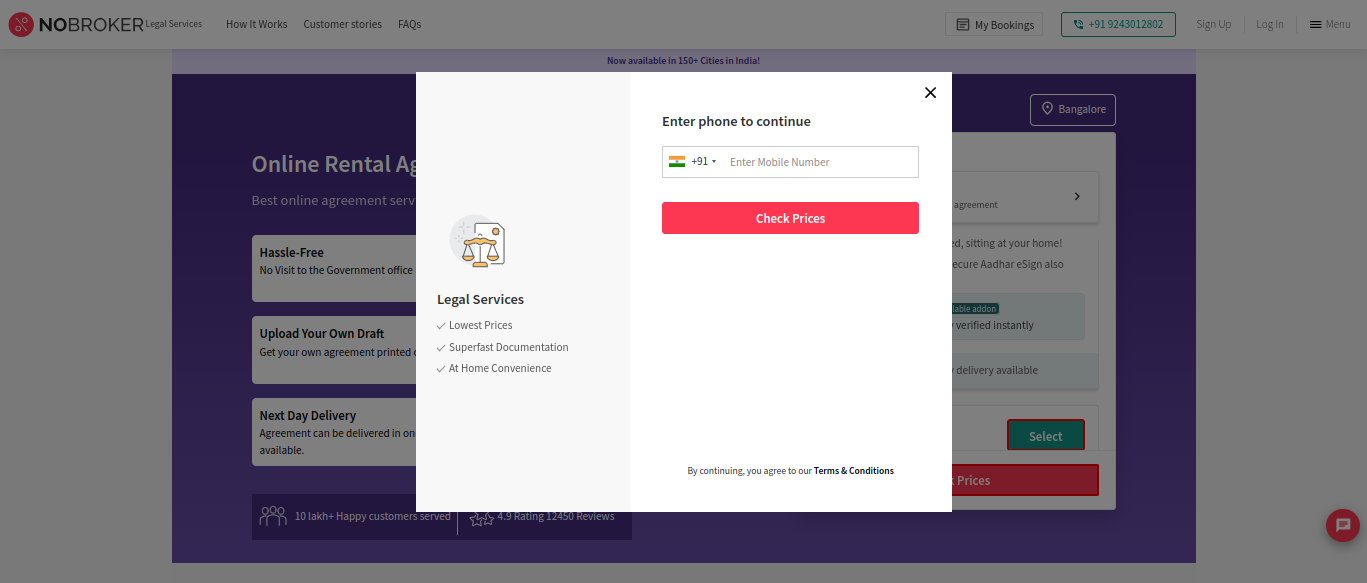 NOBROKER Legal Services How It Works Customer stories FAQs My Bookings +91 9243012802 Sign Up Log In Menu
Now available in 150+ Cities in India!
Bangalore
Online Rental Ag
Best online agreement serv
Hassle-Free
No Visit to the Government office
Upload Your Own Draft
Get your own agreement printed
Next Day Delivery
Agreement can be delivered in on
available.
10 lakh+ Happy customers served
4.9 Rating 12450 Reviews
Legal Services
Lowest Prices
Superfast Documentation
At Home Convenience
Enter phone to continue
+91 Enter Mobile Number
Check Prices
By continuing, you agree to our Terms & Conditions
agreement
ed, sitting at your home!
ecure Aadhar eSign also
lable addon
verified instantly
delivery available
Select
Prices